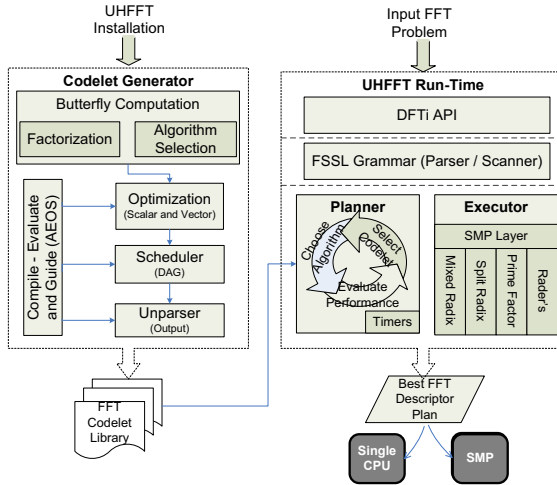 UHFFT
Installation
Codelet Generator
Butterfly Computation
Factorization
Algorithm
Selection
Compile - Evaluate
and Guide (AEOS)
Optimization
(Scalar and Vector)
Scheduler
(DAG)
Unparser
(Output)
FFT
Codelet
Library
Input FFT
Problem
UHFFT Run-Time
DFTi API
FSSL Grammar (Parser / Scanner)
Planner
Choose
Algorithm
Select
Codelet
Evaluate
Performance
Timers
Executor
SMP Layer
Mixed Radix
Split Radix
Prime Factor
Rader's
Best FFT
Descriptor
Plan
Single
CPU
SMP